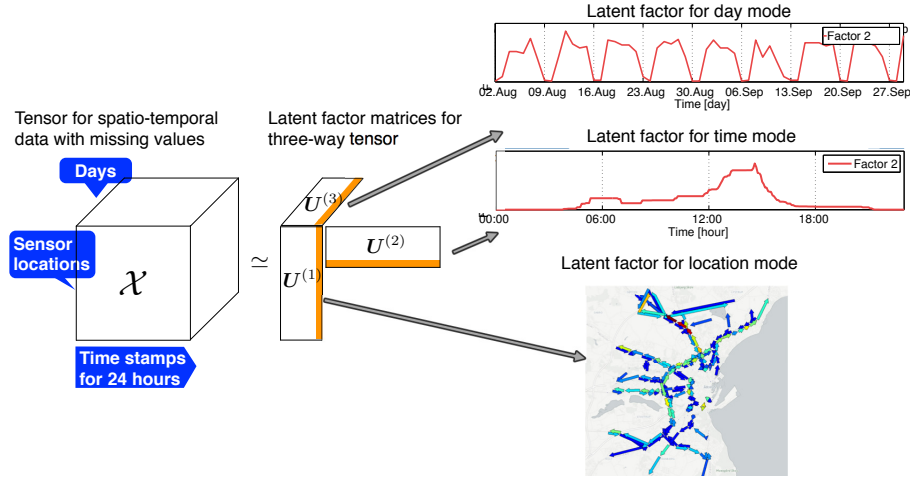 Latent factor for day mode
Factor 2
02.Aug 09.Aug 16.Aug 23.Aug 30.Aug 06.Sep 13.Sep 20.Sep 27.Sep
Time [day]
Tensor for spatio-temporal
data with missing values
Latent factor matrices for
three-way tensor
Latent factor for time mode
Factor 2
00:00 06:00 12:00 18:00
Time [hour]
Days
Sensor
locations
𝒳
≃
U(3)
U(2)
U(1)
Time stamps
for 24 hours
Latent factor for location mode